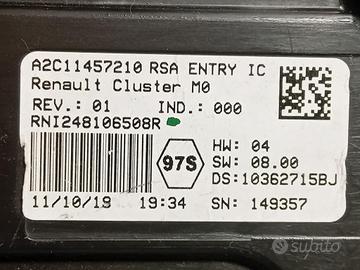 A2C11457210 RSA ENTRY IC
Renault Cluster M0
REV.: 01 IND.: 000
RNI248106508R
97S
HW: 04
SW: 08.00
DS:10362715BJ
11/10/19 19:34 SN: 149357
subito